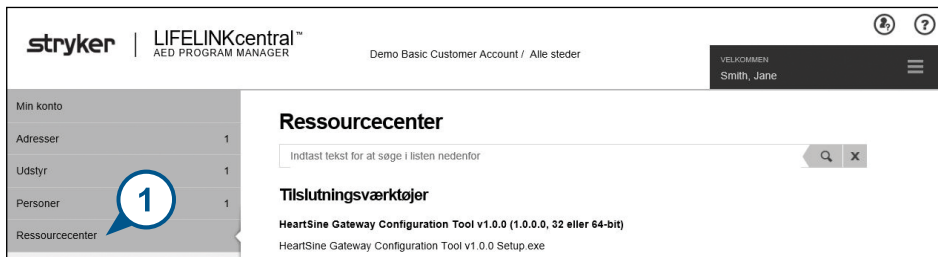 stryker
LIFELINKcentral™
AED PROGRAM MANAGER
Demo Basic Customer Account / Alle steder
VELKOMMEN
Smith, Jane
Min konto
Adresser 1
Udstyr 1
Personer 1
Ressourcecenter
1
Ressourcecenter
Indtast tekst for at søge i listen nedenfor
X
Tilslutningsværktøjer
HeartSine Gateway Configuration Tool v1.0.0 (1.0.0.0, 32 eller 64-bit)
HeartSine Gateway Configuration Tool v1.0.0 Setup.exe